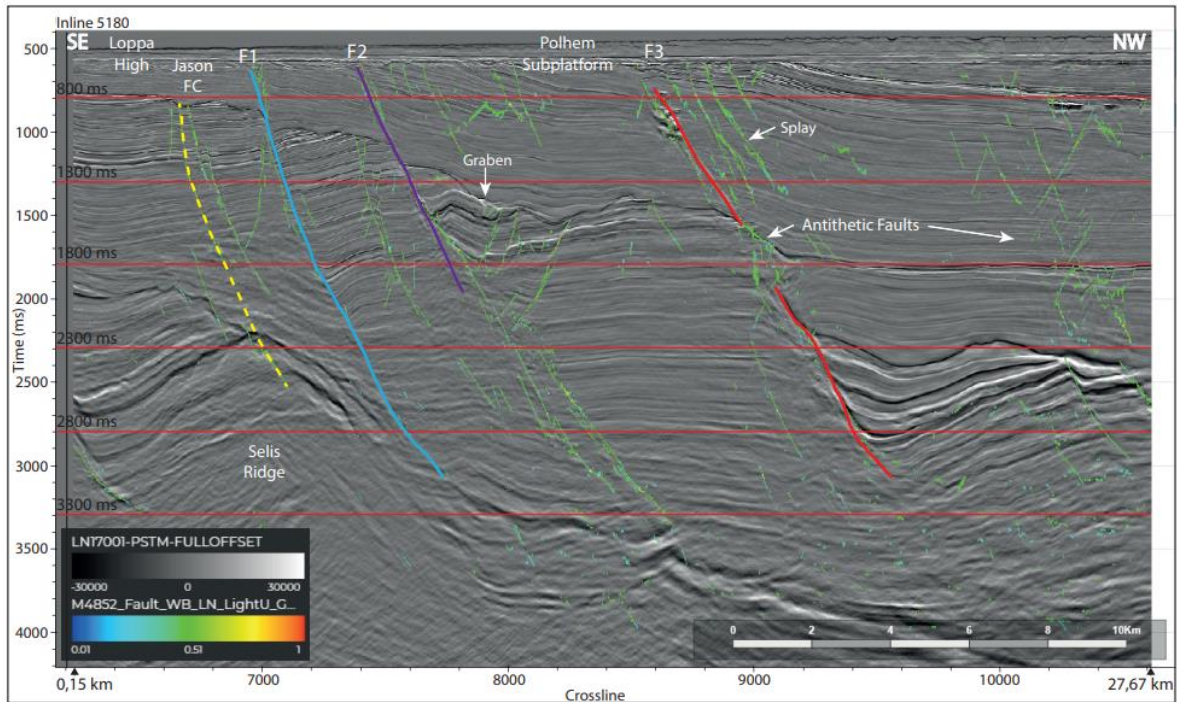 Inline 5180
SE
Loppa
High
Jason
FC
F1
F2
Polhem
Subplatform
F3
NW
500
1000
1500
2000
2500
3000
3500
4000
Time (ms)
800 ms
1300 ms
1800 ms
2300 ms
2800 ms
3300 ms
Splay
Graben
Antithetic Faults
Selis
Ridge
LN17001-PSTM-FULLOFFSET
-30000 0 30000
M4852_Fault_WB_LN_LightU_G...
0.01 0.51 1
0 2 4 6 8 10Km
7000 8000 9000 10000
0,15 km
Crossline
27,67 km